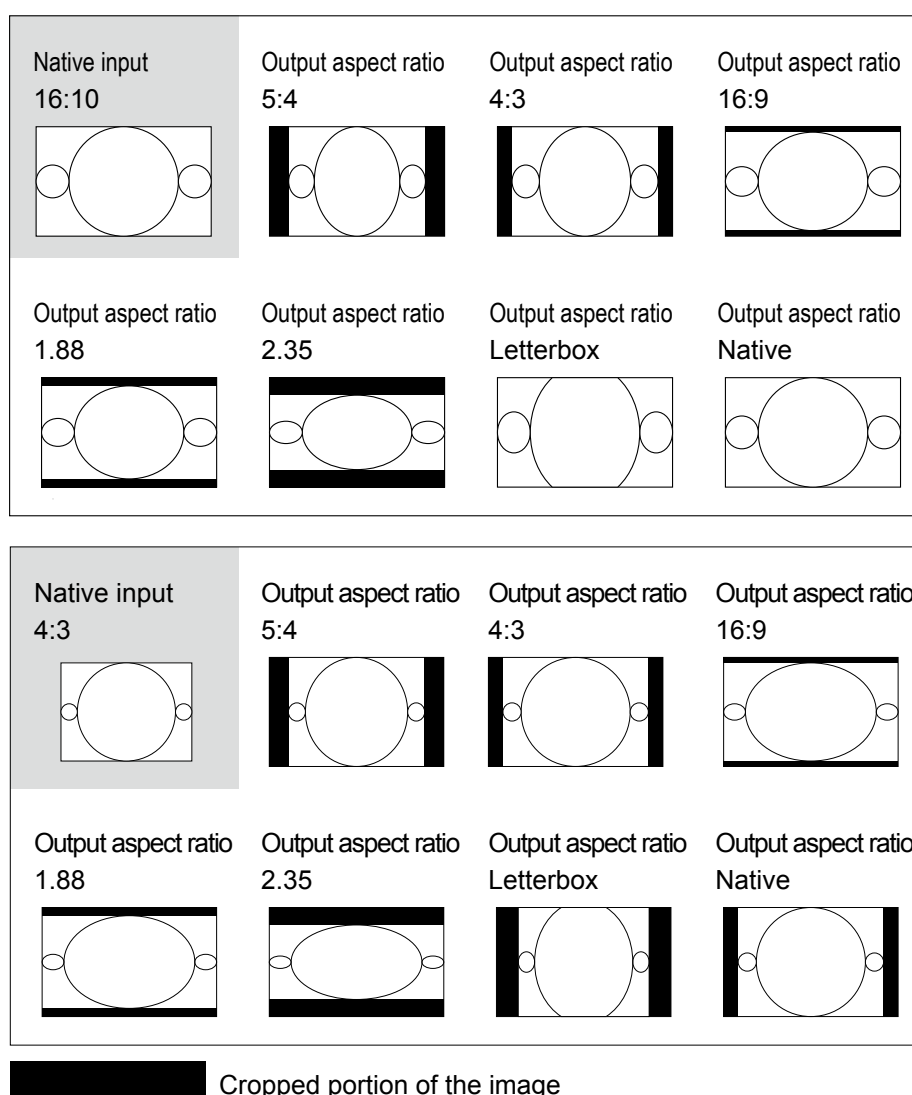 Native input
16:10
Output aspect ratio
5:4
Output aspect ratio
4:3
Output aspect ratio
16:9
Output aspect ratio
1.88
Output aspect ratio
2.35
Output aspect ratio
Letterbox
Output aspect ratio
Native
Native input
4:3
Output aspect ratio
5:4
Output aspect ratio
4:3
Output aspect ratio
16:9
Output aspect ratio
1.88
Output aspect ratio
2.35
Output aspect ratio
Letterbox
Output aspect ratio
Native
Cropped portion of the image